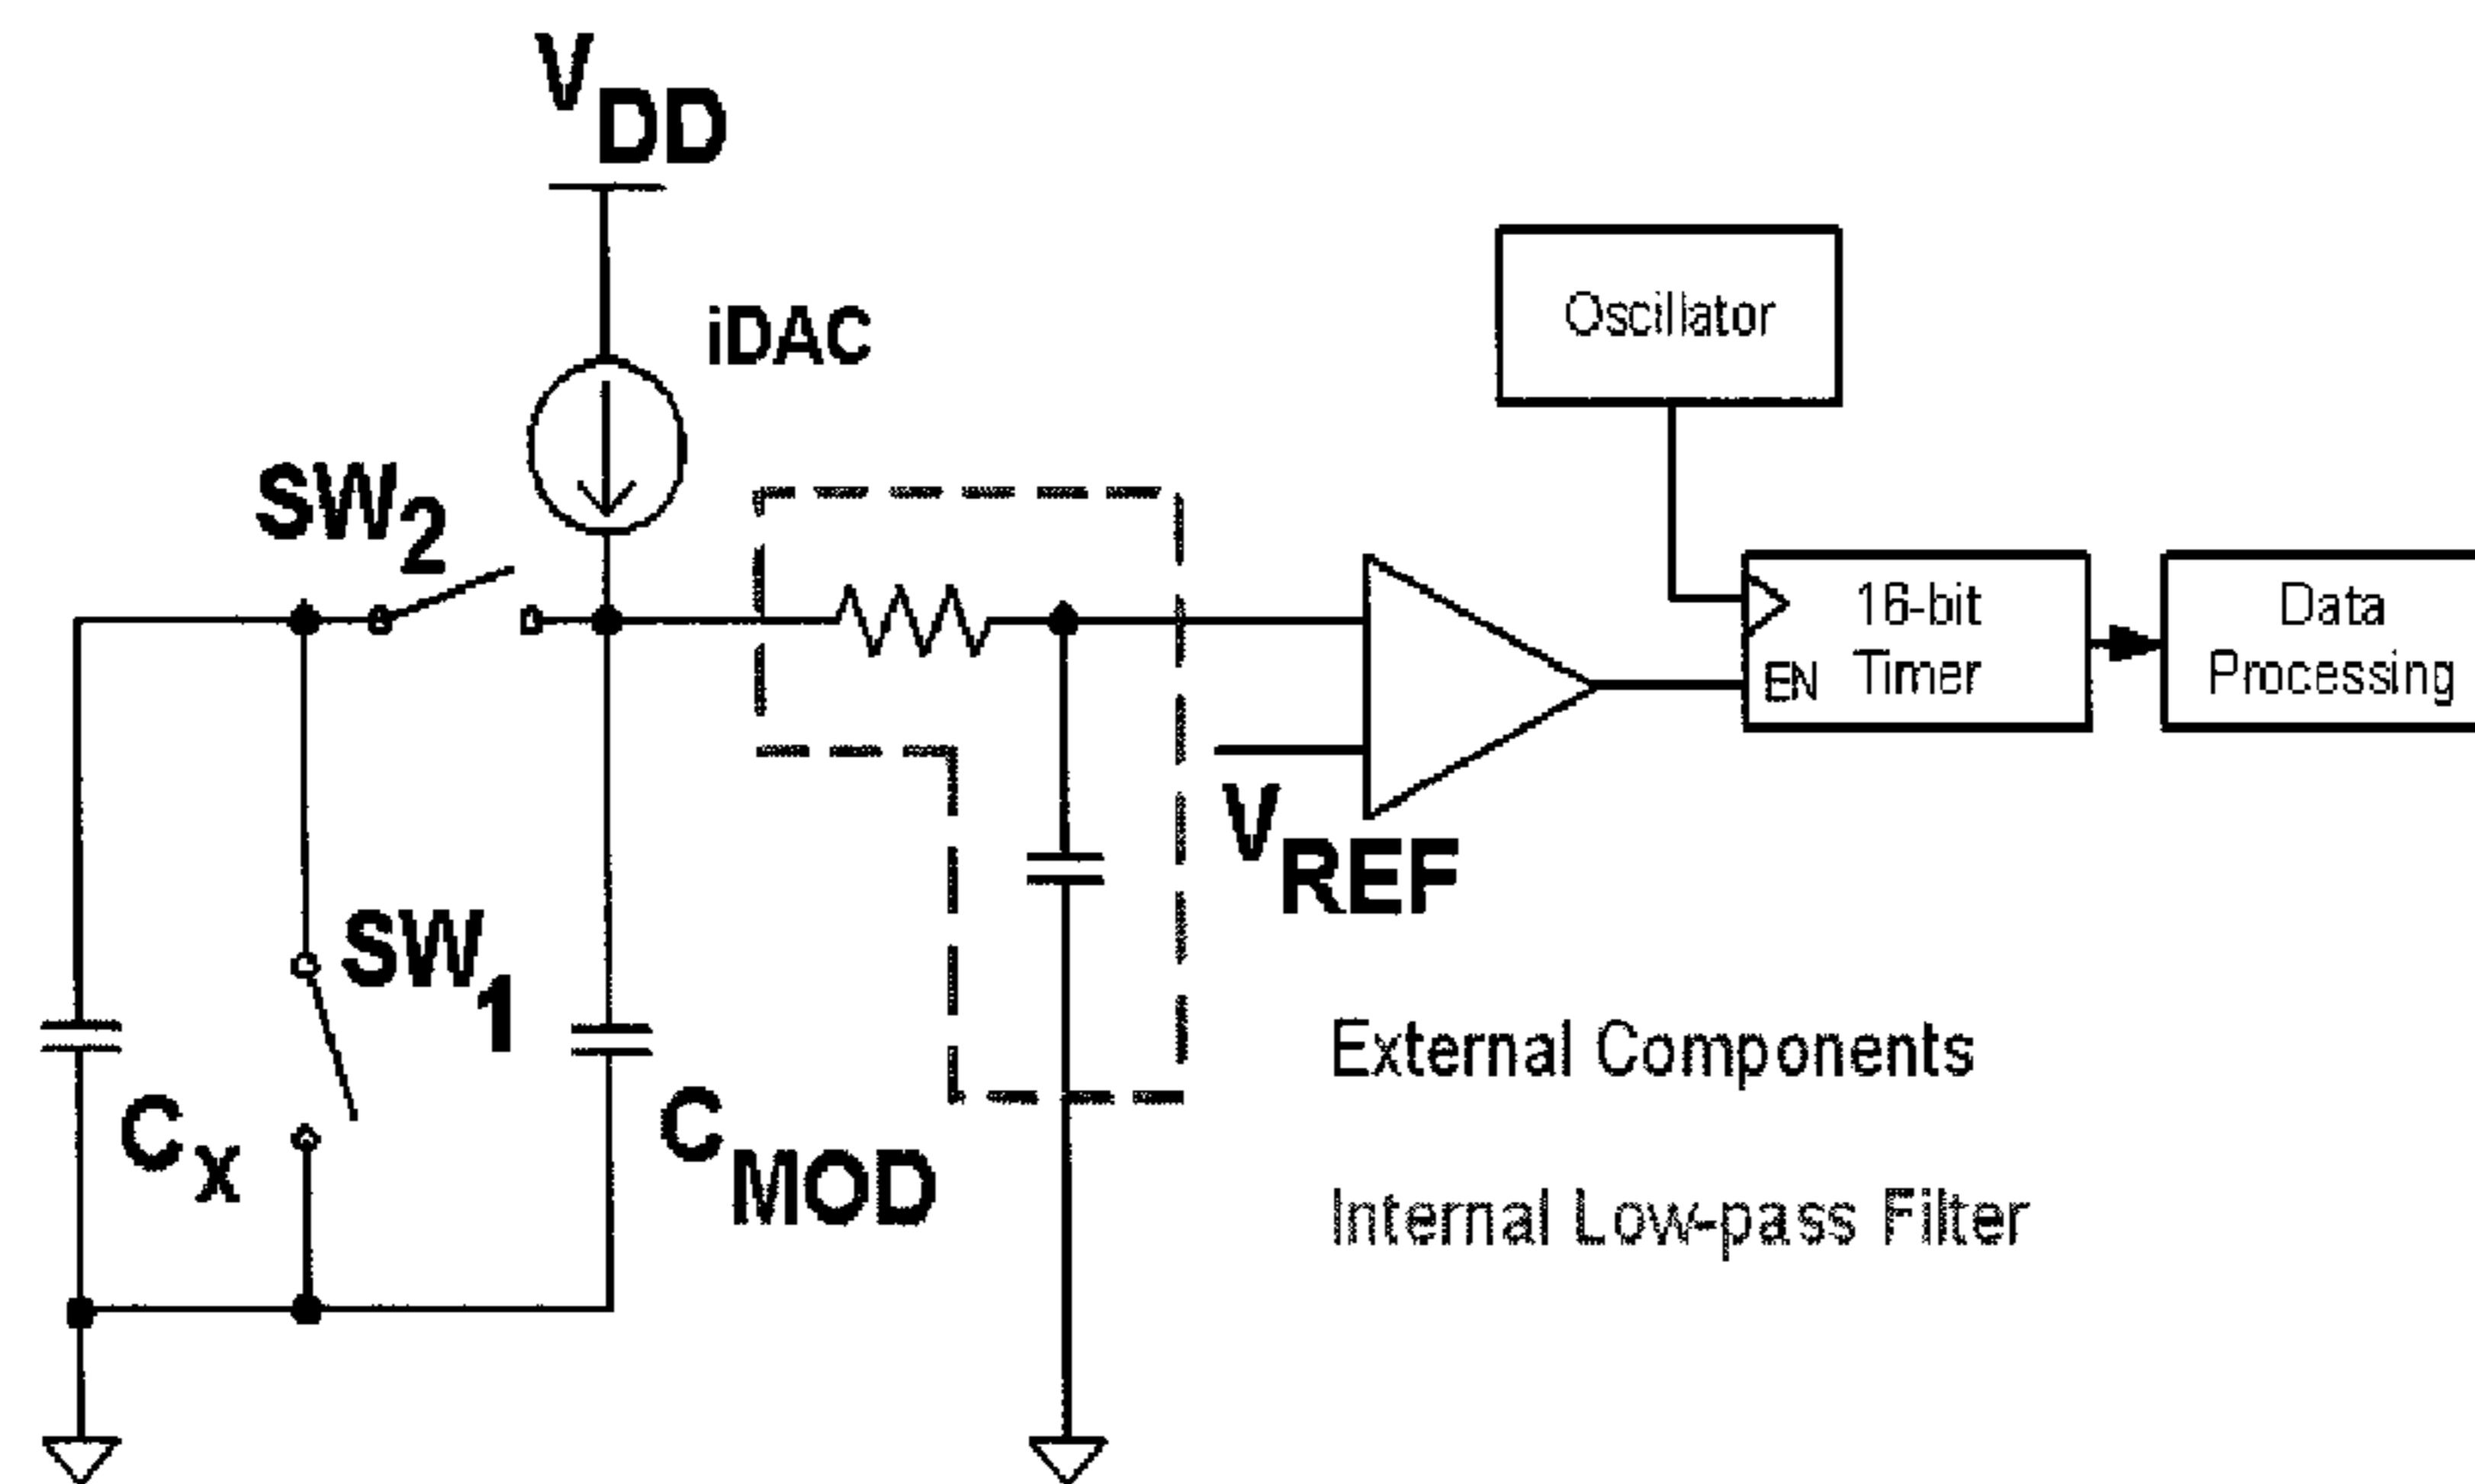 VDD
iDAC
Oscillator
SW2
16-bit
Timer
EN
Data
Processing
VREF
SW1
CX
CMOD
External Components
Internal Low-pass Filter